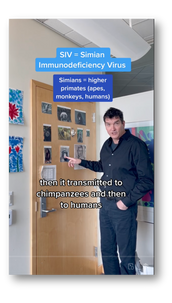 SIV = Simian
Immunodeficiency Virus
Simians = higher
primates (apes,
monkeys, humans)
then it transmitted to
chimpanzees and then
to humans